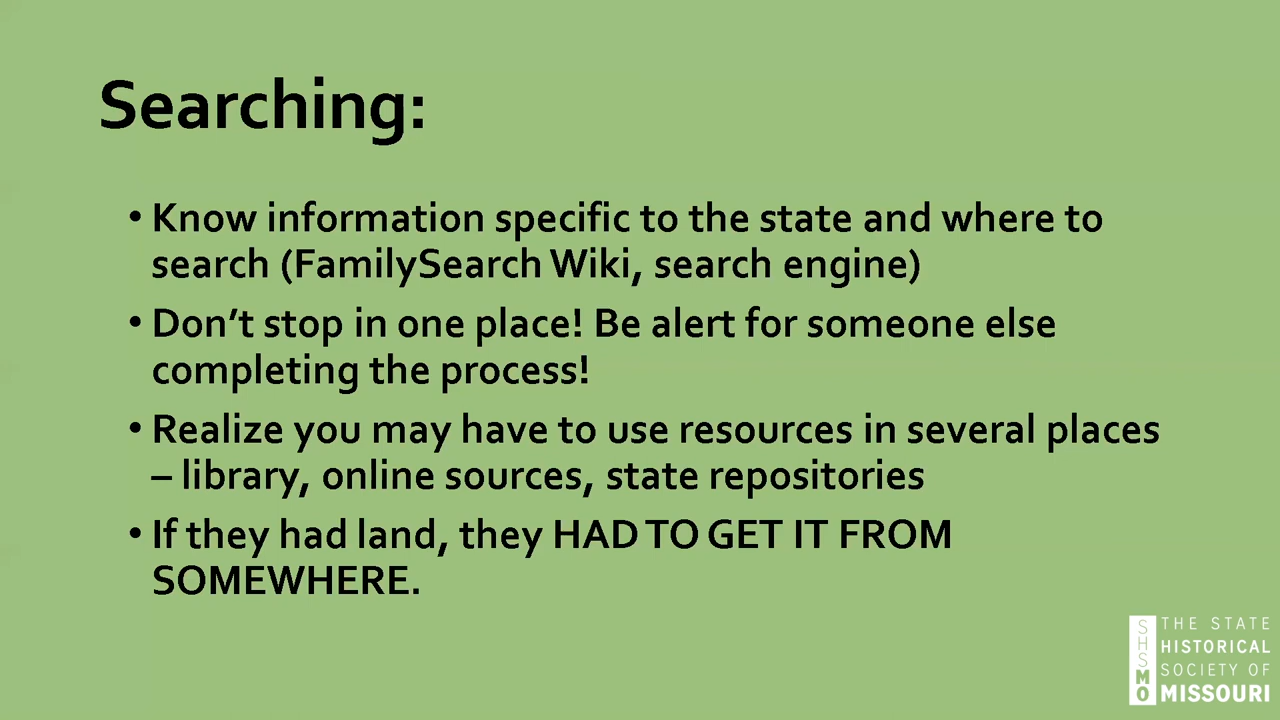 Searching:
• Know information specific to the state and where to
search (FamilySearch Wiki, search engine)
• Don’t stop in one place! Be alert for someone else
completing the process!
• Realize you may have to use resources in several places
– library, online sources, state repositories
• If they had land, they HAD TO GET IT FROM
SOMEWHERE.
SHSMO
THE STATE
HISTORICAL
SOCIETY OF
MISSOURI